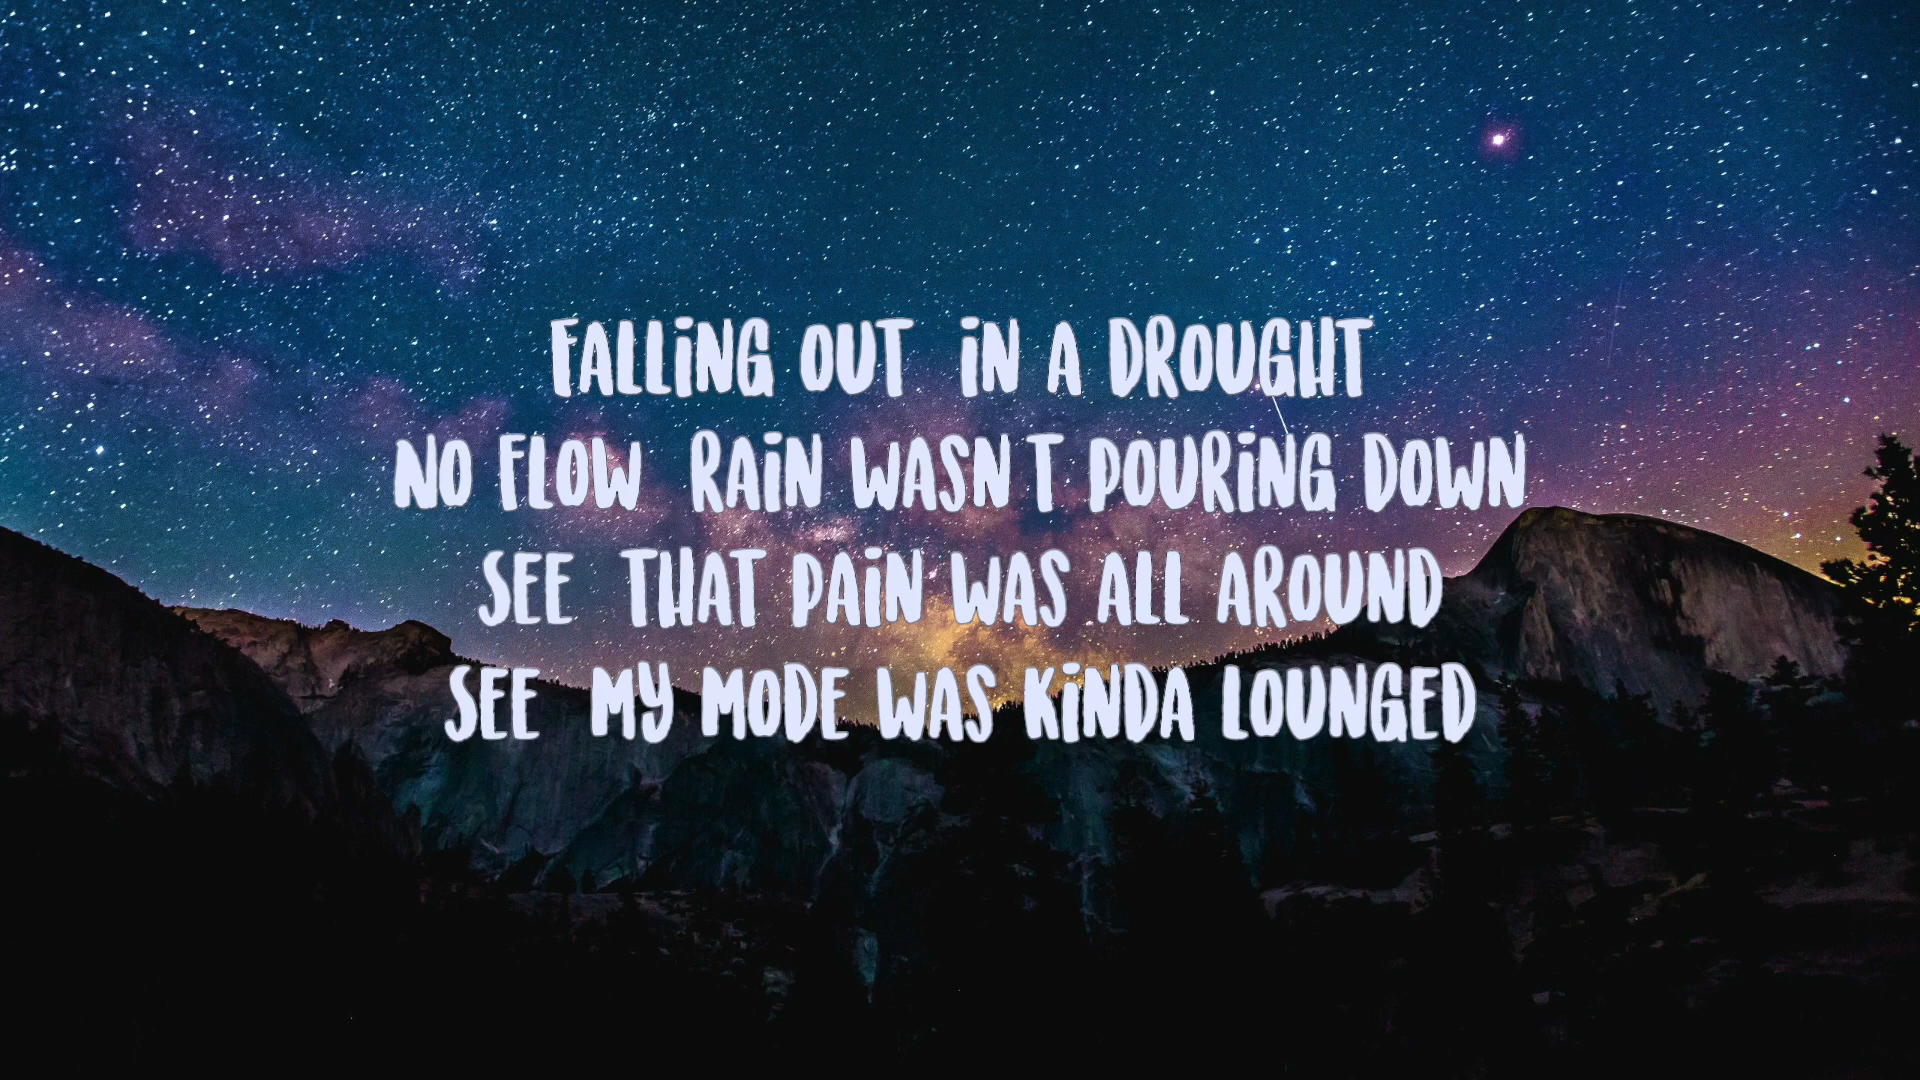 FALLING OUT IN A DROUGHT
NO FLOW RAIN WASN T POURING DOWN
SEE THAT PAIN WAS ALL AROUND
SEE MY MODE WAS KINDA LOUNGED